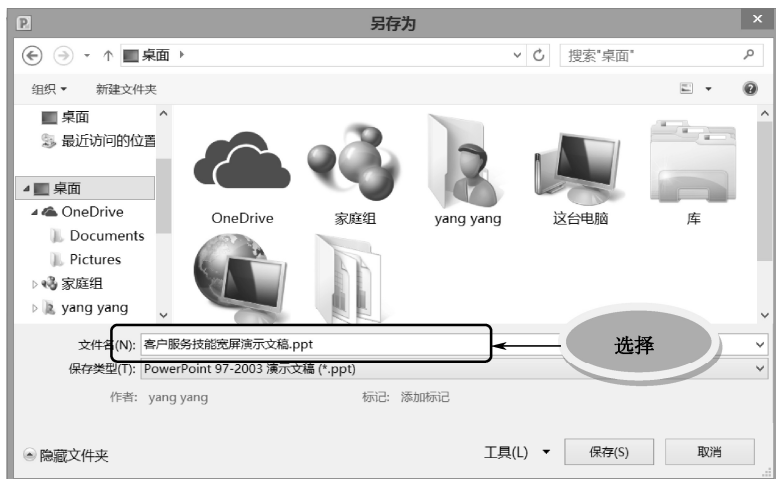 另存为
桌面
搜索"桌面"
组织 新建文件夹
桌面
最近访问的位置
桌面
OneDrive
Documents
Pictures
家庭组
yang yang
OneDrive 家庭组 yang yang 这台电脑 库
文件名(N): 客户服务技能宽屏演示文稿.ppt
选择
保存类型(T): PowerPoint 97-2003 演示文稿 (*.ppt)
作者: yang yang 标记: 添加标记
隐藏文件夹 工具(L) 保存(S) 取消